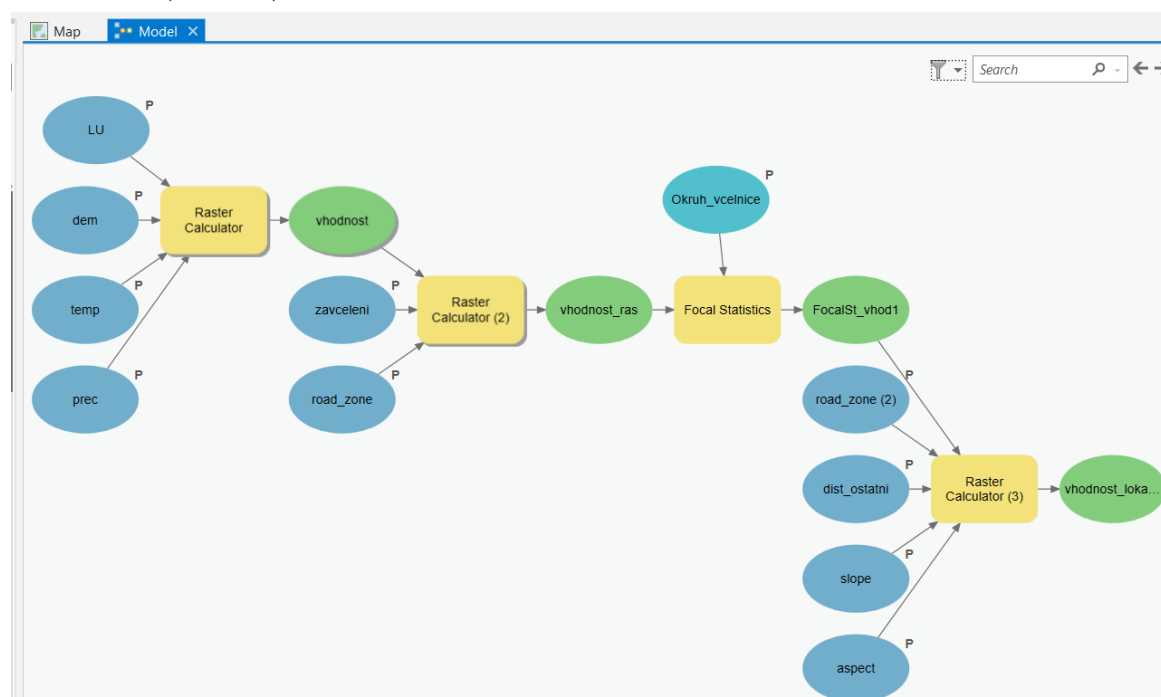 Map
Model
Search
P
LU
P
dem
Raster
Calculator
vhodnost
P
temp
P
prec
P
zavceleni
Raster
Calculator (2)
P
road_zone
vhodnost_ras
P
Okruh_vcelnice
Focal Statistics
FocalSt_vhod1
P
road_zone (2)
P
dist_ostatni
Raster
Calculator (3)
vhodnost_loka...
P
slope
P
aspect